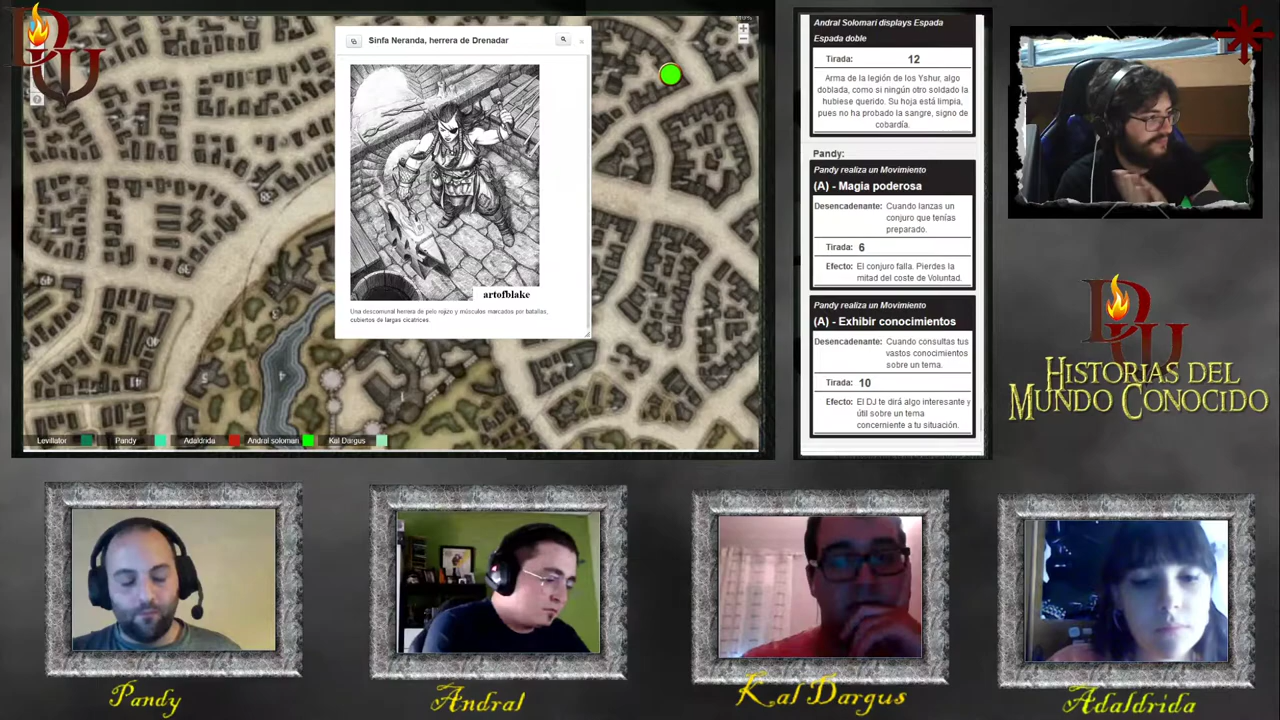 Sinfa Neranda, herrera de Drenadar
artofblake
Una descomunal herrera de pelo rojizo y músculos marcados por batallas,
cubiertos de largas cicatrices.
Levillator
Pandy
Adaldrida
Andral soloman
Kal Dargus
Andral Solomari displays Espada
Espada doble
Tirada: 12
Arma de la legión de los Yshur, algo
doblada, como si ningún otro soldado la
hubiese querido. Su hoja está limpia,
pues no ha probado la sangre, signo de
cobardía.
Pandy:
Pandy realiza un Movimiento
(A) - Magia poderosa
Desencadenante: Cuando lanzas un
conjuro que tenías
preparado.
Tirada: 6
Efecto: El conjuro falla. Pierdes la
mitad del coste de Voluntad.
Pandy realiza un Movimiento
(A) - Exhibir conocimientos
Desencadenante: Cuando consultas tus
vastos conocimientos
sobre un tema.
Tirada: 10
Efecto: El DJ te dirá algo interesante y
útil sobre un tema
concerniente a tu situación.
DU
DU
HISTORIAS DEL
MUNDO CONOCIDO
Pandy
Andral
Kal Dargus
Adaldrida